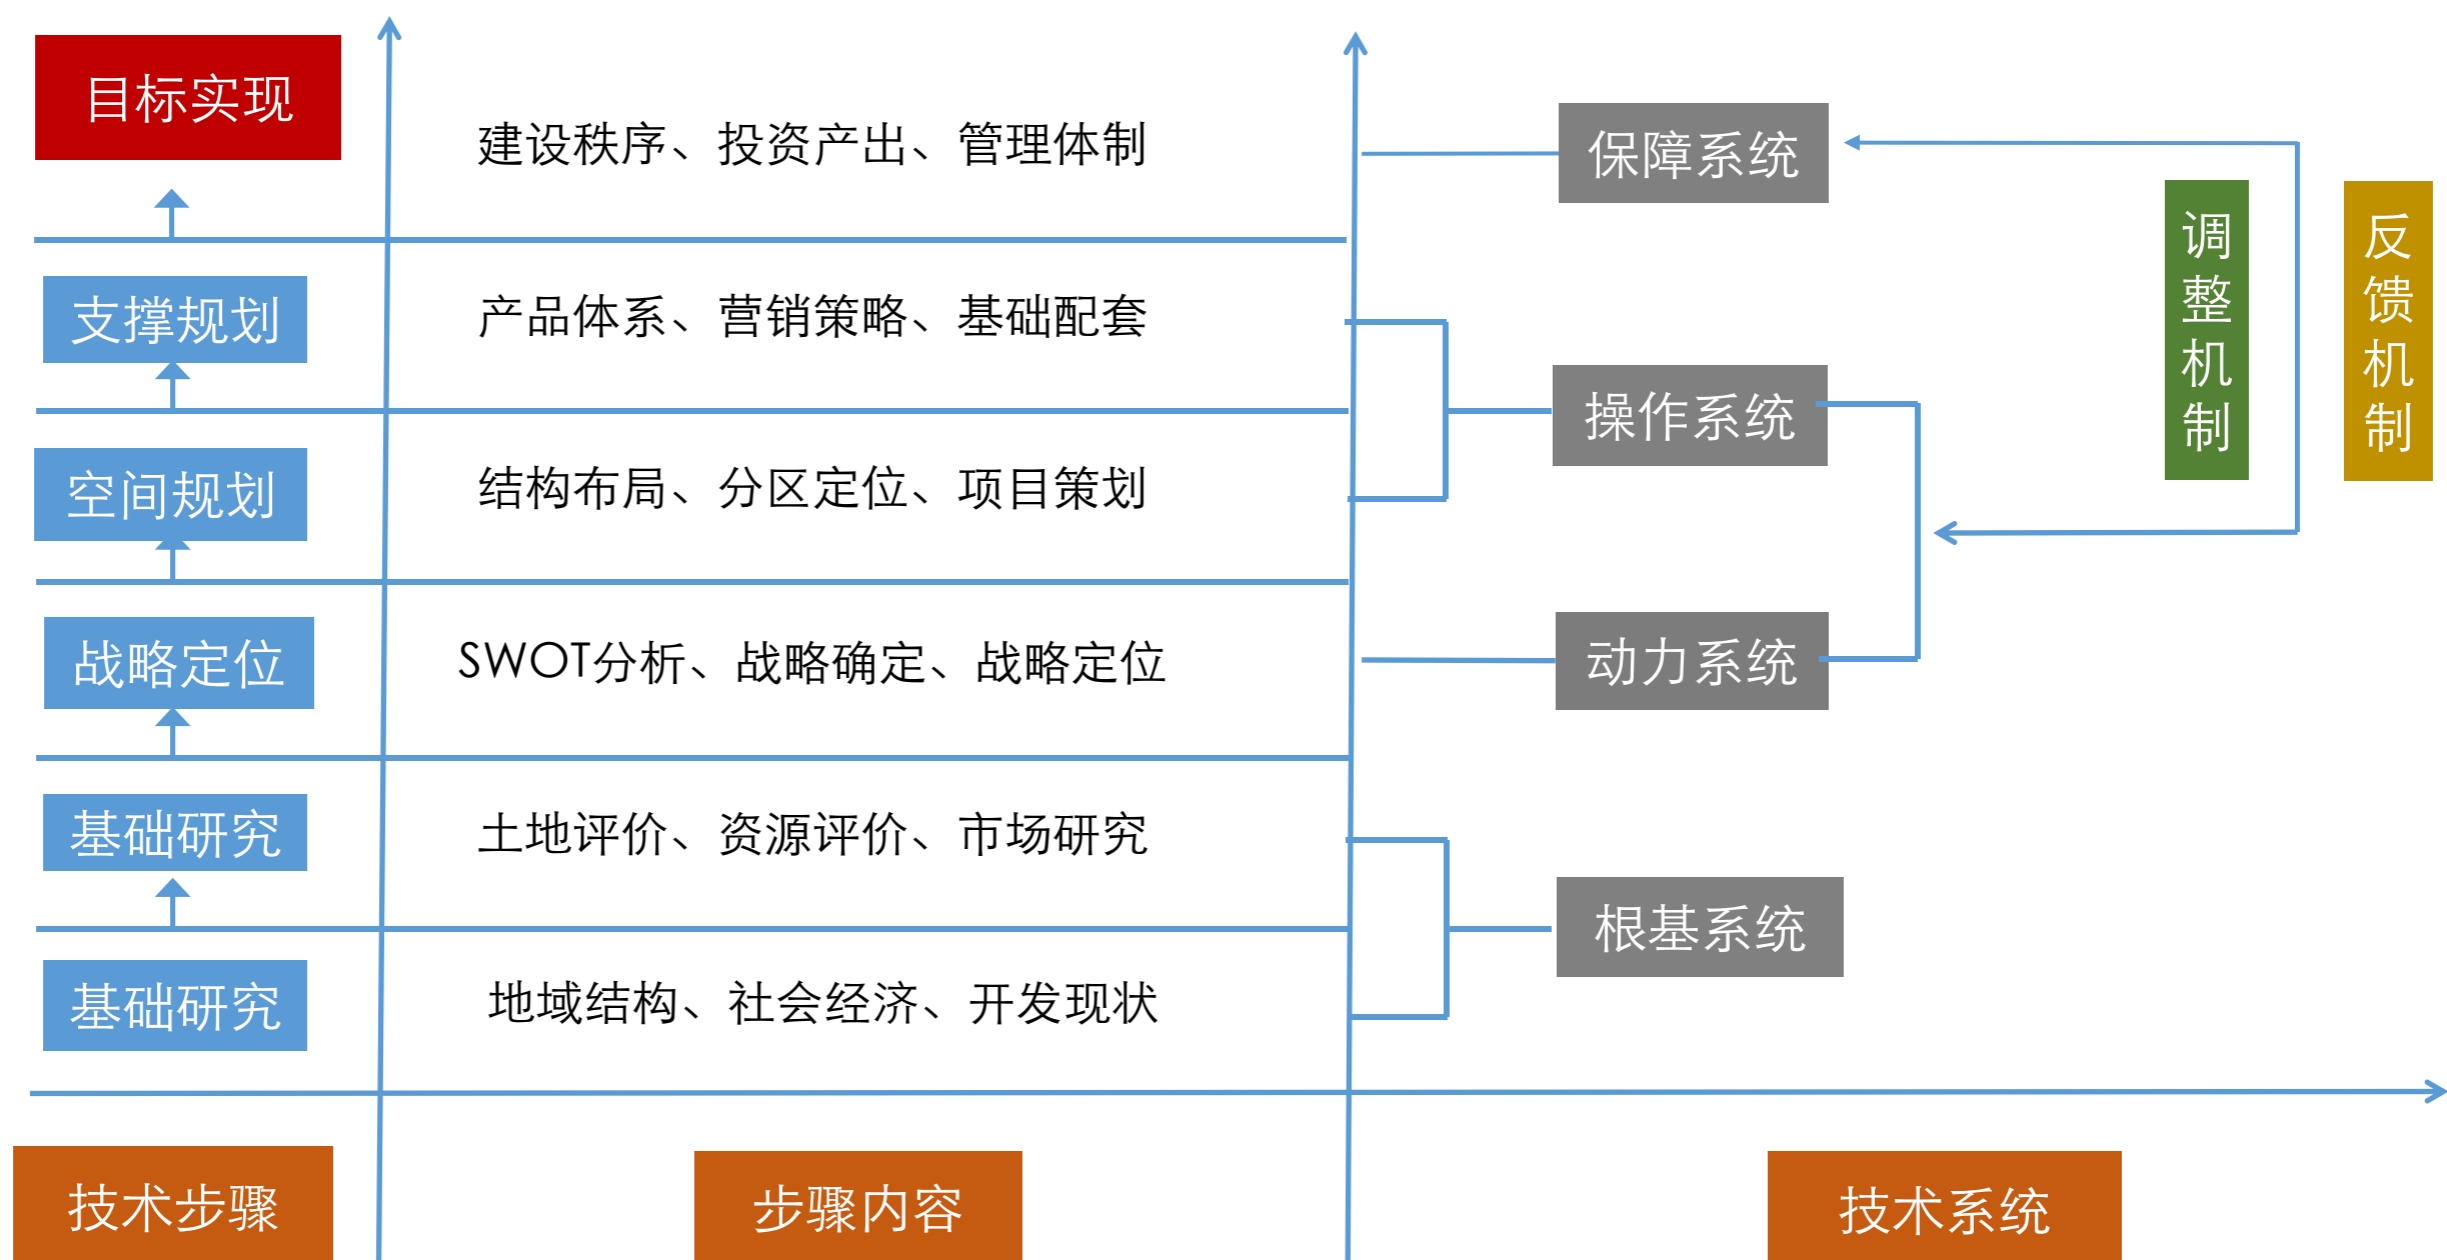 目标实现
建设秩序、投资产出、管理体制
保障系统
调整机制
反馈机制
支撑规划
产品体系、营销策略、基础配套
操作系统
空间规划
结构布局、分区定位、项目策划
战略定位
SWOT分析、战略确定、战略定位
动力系统
基础研究
土地评价、资源评价、市场研究
根基系统
基础研究
地域结构、社会经济、开发现状
技术步骤
步骤内容
技术系统